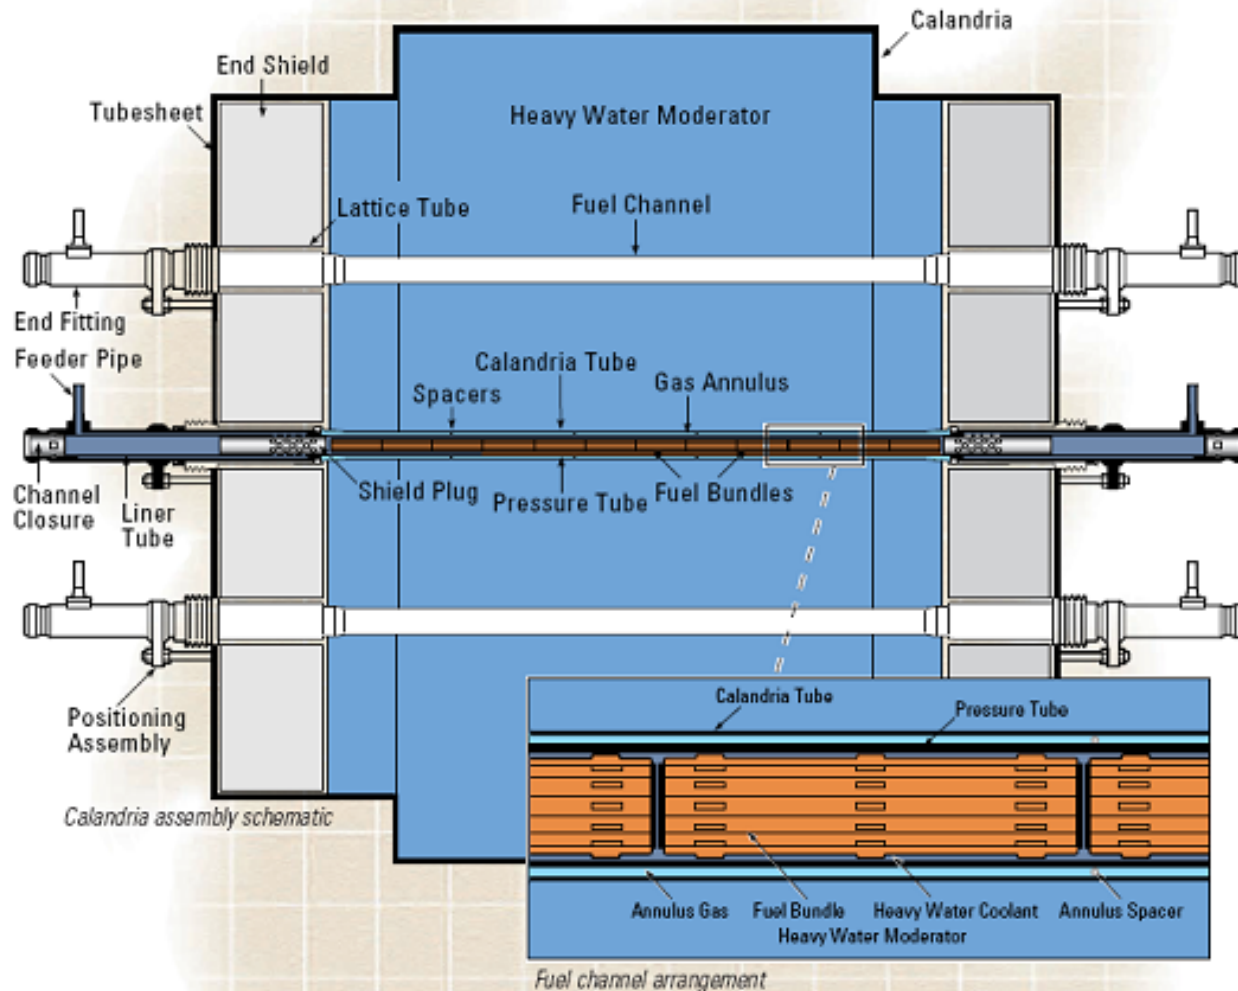 Calandria
End Shield
Tubesheet
Heavy Water Moderator
Lattice Tube
Fuel Channel
End Fitting
Feeder Pipe
Calandria Tube
Gas Annulus
Spacers
Channel
Closure
Liner
Tube
Shield Plug
Pressure Tube
Fuel Bundles
Positioning
Assembly
Calandria assembly schematic
Calandria Tube
Pressure Tube
Annulus Gas
Fuel Bundle
Heavy Water Coolant
Annulus Spacer
Heavy Water Moderator
Fuel channel arrangement